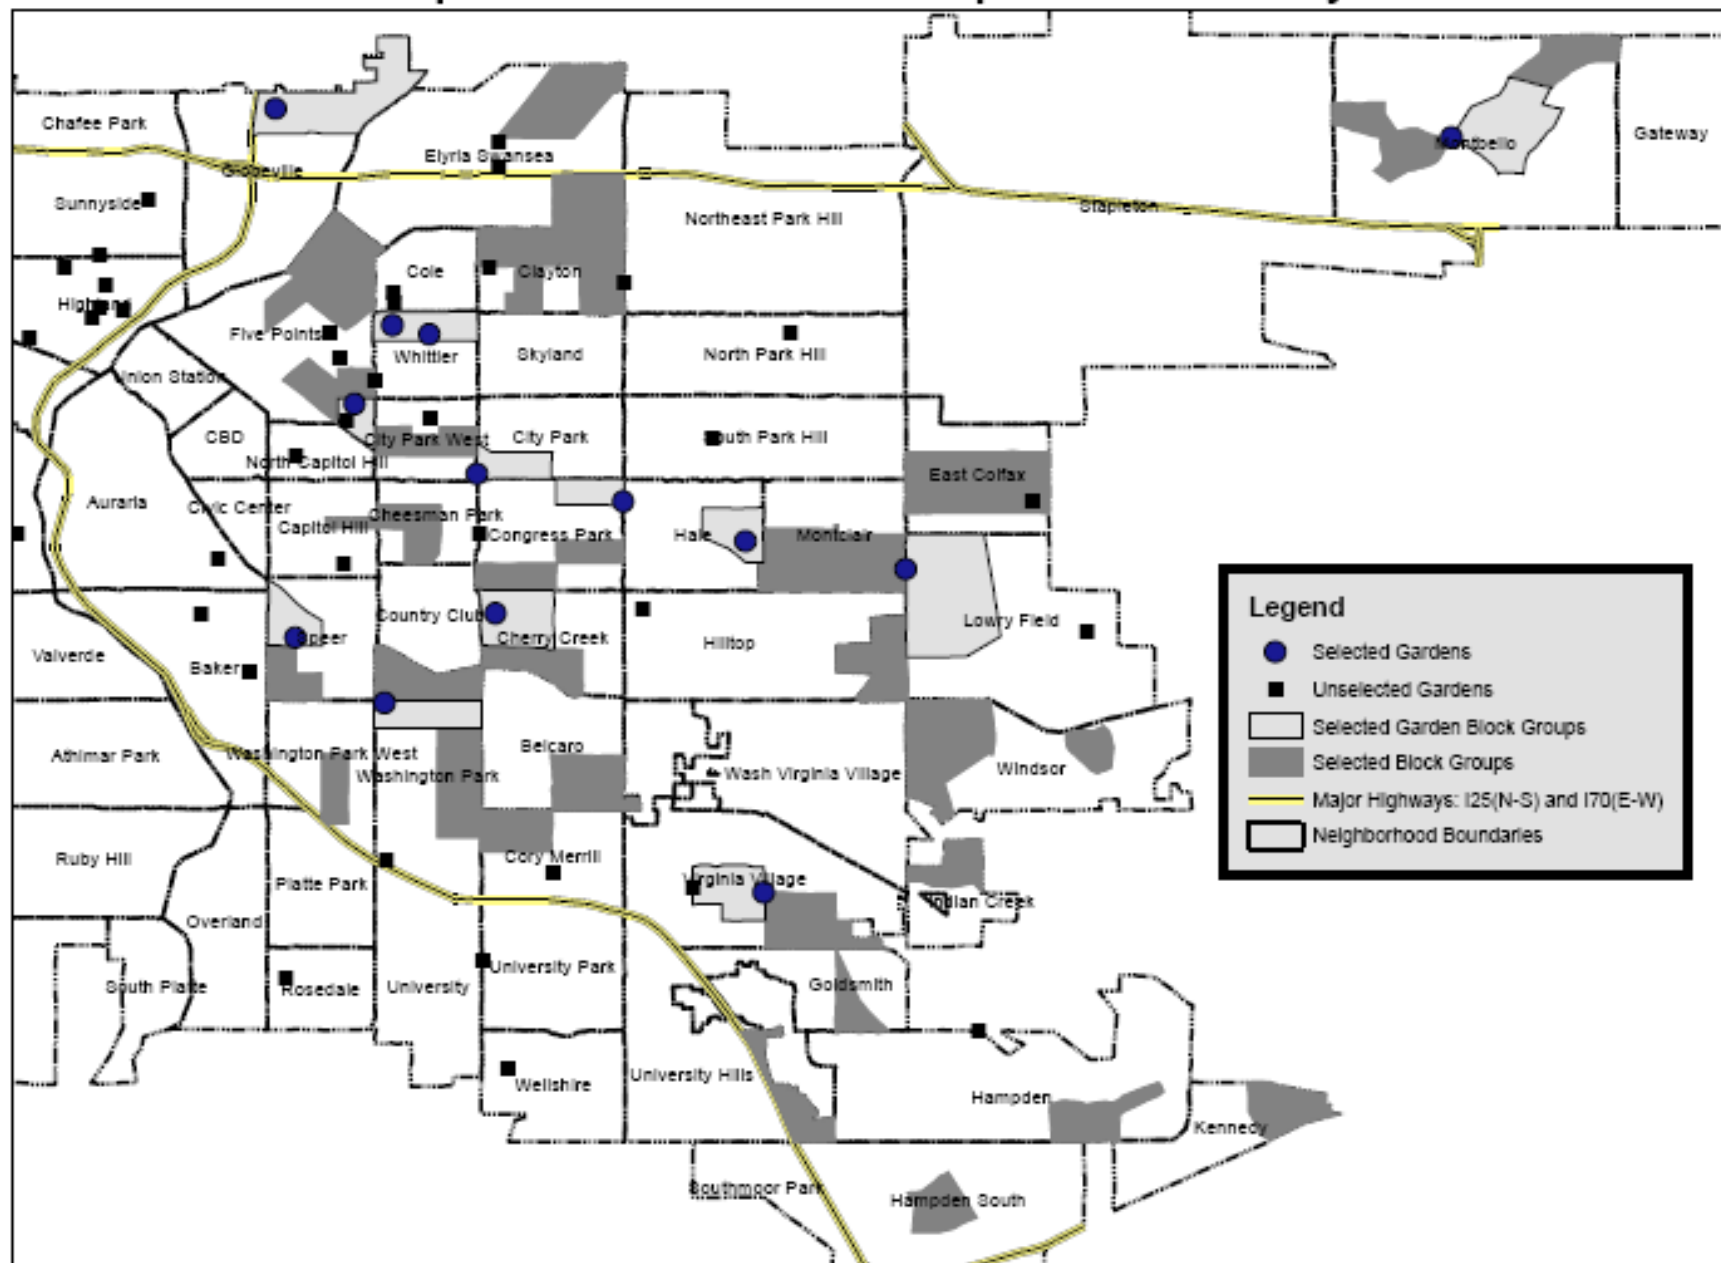 Chafee Park
Elyria Swansea
Montbello
Gateway
Globeville
Sunnyside
Stapleton
Northeast Park Hill
Cole
Clayton
Highland
Five Points
Whittier
Skyland
North Park Hill
Union Station
CBD
City Park West
City Park
South Park Hill
North Capitol Hill
East Colfax
Auraria
Civic Center
Capitol Hill
Cheesman Park
Congress Park
Hale
Montclair
Country Club
Cherry Creek
Speer
Hilltop
Lowry Field
Valverde
Baker
Legend
Selected Gardens
Unselected Gardens
Selected Garden Block Groups
Selected Block Groups
Major Highways: I25(N-S) and I70(E-W)
Neighborhood Boundaries
Athmar Park
Washington Park West
Washington Park
Belcaro
Wash Virginia Village
Windsor
Ruby Hill
Platte Park
Cory Merrill
Virginia Village
Indian Creek
Overland
South Platte
Rosedale
University
University Park
Goldsmith
Wellshire
University Hills
Hampden
Kennedy
Southmoor Park
Hampden South